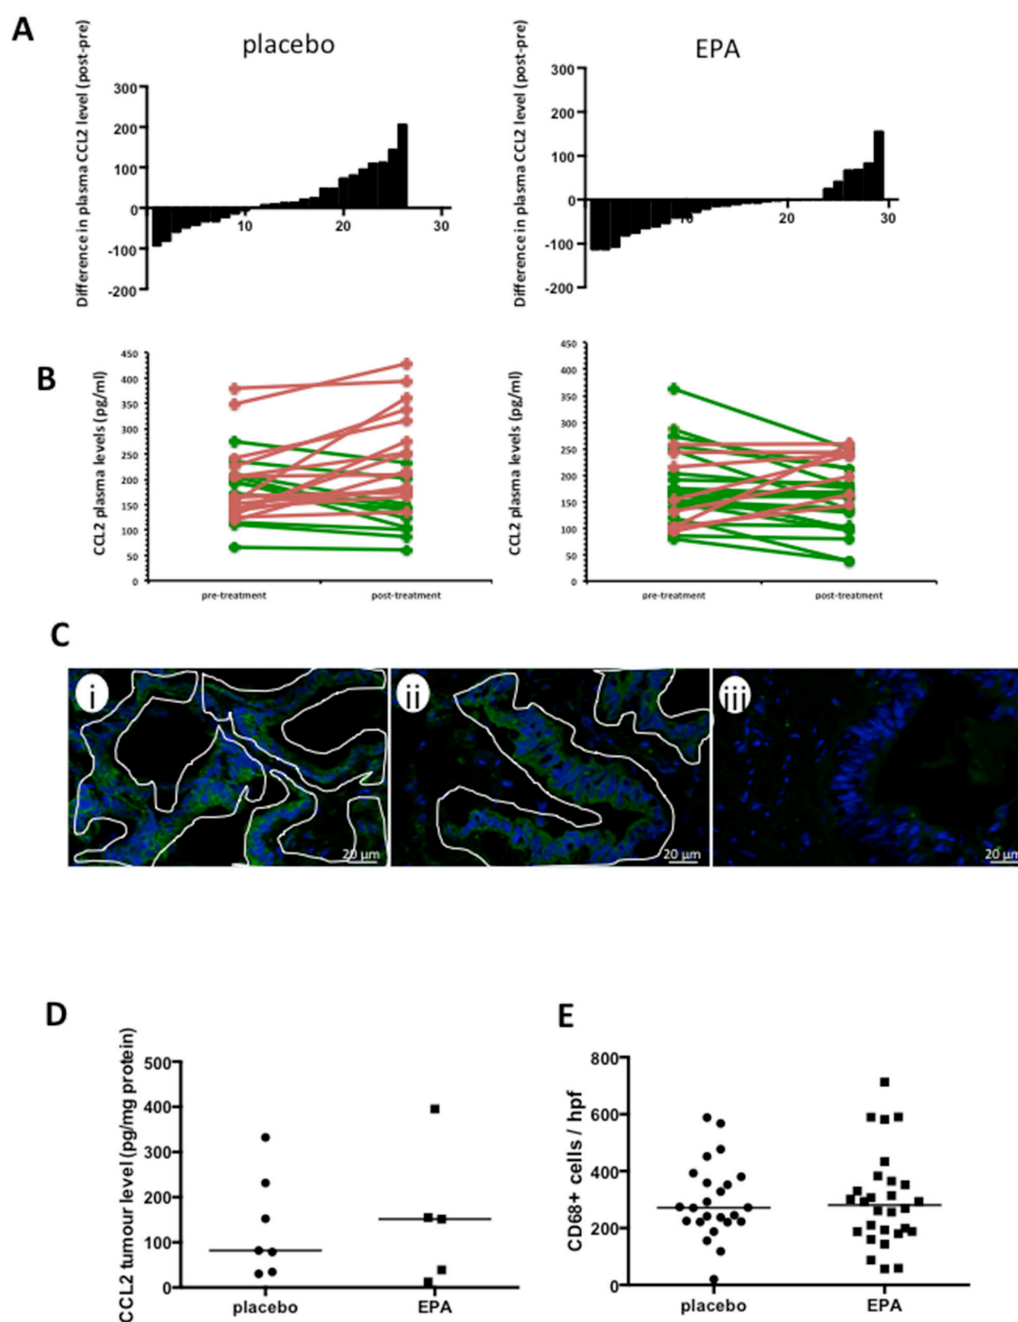 A
placebo
EPA
Difference in plasma CCL2 level (post-pre)
300
200
100
0
-100
-200
10
20
30
Difference in plasma CCL2 level (post-pre)
300
200
100
0
-100
-200
10
20
30
B
CCL2 plasma levels (pg/ml)
450
400
350
300
250
200
150
100
50
0
pre-treatment
post-treatment
CCL2 plasma levels (pg/ml)
450
400
350
300
250
200
150
100
50
0
pre-treatment
post-treatment
C
i
ii
iii
20 µm
20 µm
20 µm
D
CCL2 tumour level (pg/mg protein)
500
400
300
200
100
0
placebo
EPA
E
CD68+ cells / hpf
800
600
400
200
0
placebo
EPA